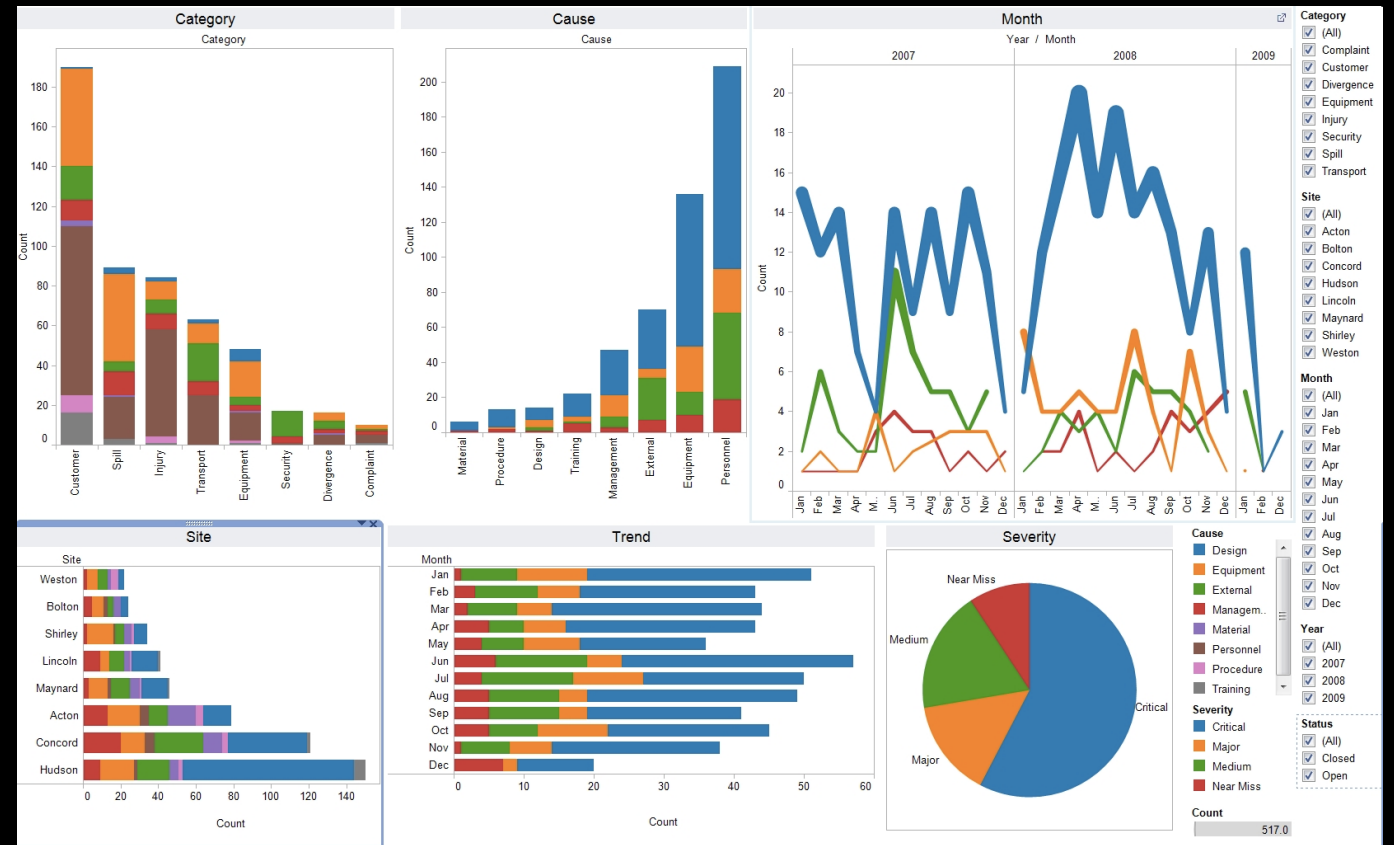 Category
Category
180
160
140
120
100
80
60
40
20
0
Count
Customer
Spill
Injury
Transport
Equipment
Security
Divergence
Complaint
Cause
Cause
200
180
160
140
120
100
80
60
40
20
0
Count
Material
Procedure
Design
Training
Management
External
Equipment
Personnel
Month
Year / Month
2007 2008 2009
20
18
16
14
12
10
8
6
4
2
0
Count
Jan Feb Mar Apr M.. Jun Jul Aug Sep Oct Nov Dec Jan Feb Mar Apr M.. Jun Jul Aug Sep Oct Nov Dec Jan Feb Dec
Category
(All)
Complaint
Customer
Divergence
Equipment
Injury
Security
Spill
Transport
Site
(All)
Acton
Bolton
Concord
Hudson
Lincoln
Maynard
Shirley
Weston
Month
(All)
Jan
Feb
Mar
Apr
May
Jun
Jul
Aug
Sep
Oct
Nov
Dec
Year
(All)
2007
2008
2009
Status
(All)
Closed
Open
Site
Site
Weston
Bolton
Shirley
Lincoln
Maynard
Acton
Concord
Hudson
0 20 40 60 80 100 120 140
Count
Trend
Month
Jan
Feb
Mar
Apr
May
Jun
Jul
Aug
Sep
Oct
Nov
Dec
0 10 20 30 40 50 60
Count
Severity
Near Miss
Medium
Critical
Major
Cause
Design
Equipment
External
Managem..
Material
Personnel
Procedure
Training
Severity
Critical
Major
Medium
Near Miss
Count
517.0